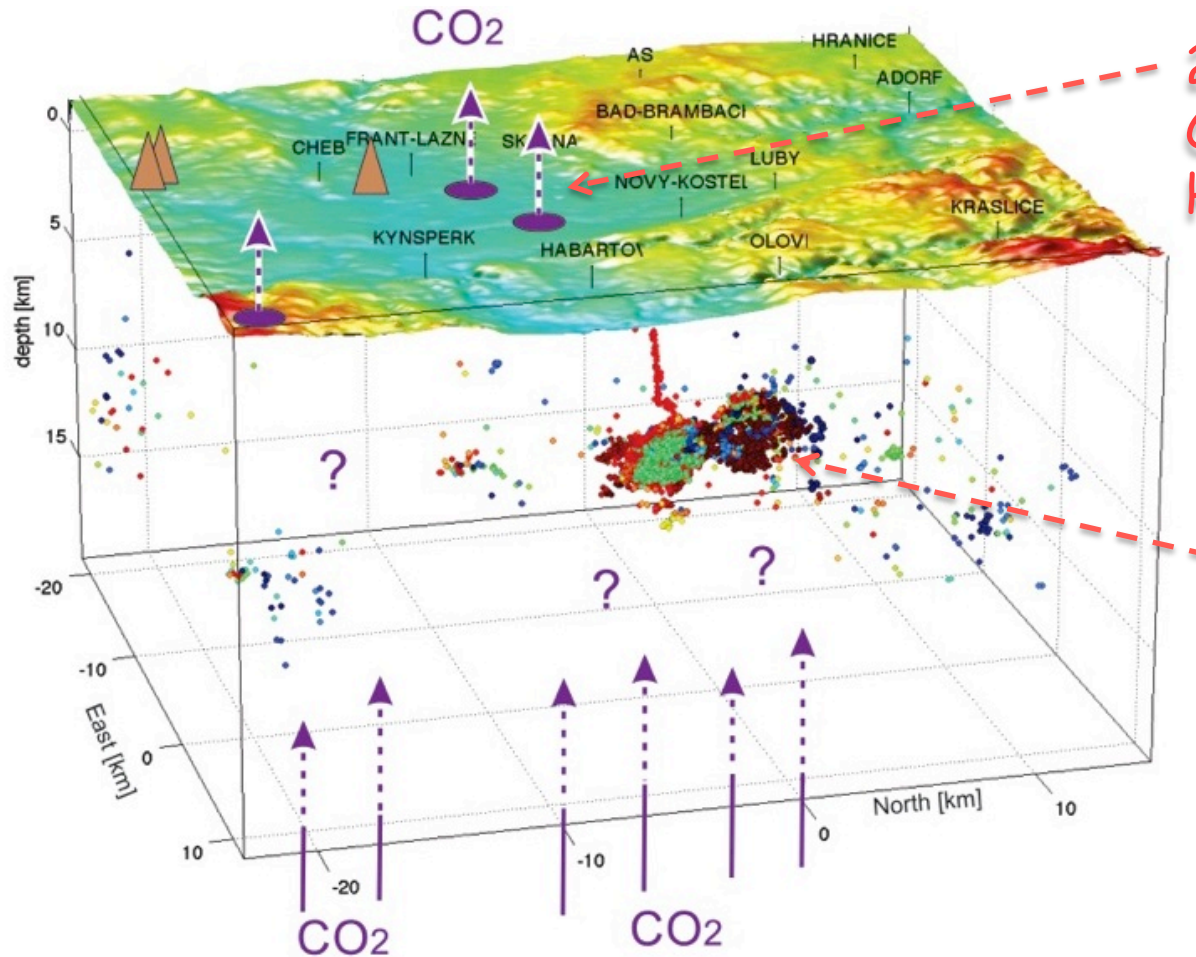 CO2
HRANICE
AS
ADORF
BAD-BRAMBACI
FRANT-LAZN
CHEB
LUBY
NOVY-KOSTEL
KRASLICE
KYNSPERK
HABARTOV
OLOVI
0
5
10
15
depth [km]
?
?
?
-20
-10
0
10
East [km]
-20
-10
0
10
North [km]
CO2
CO2